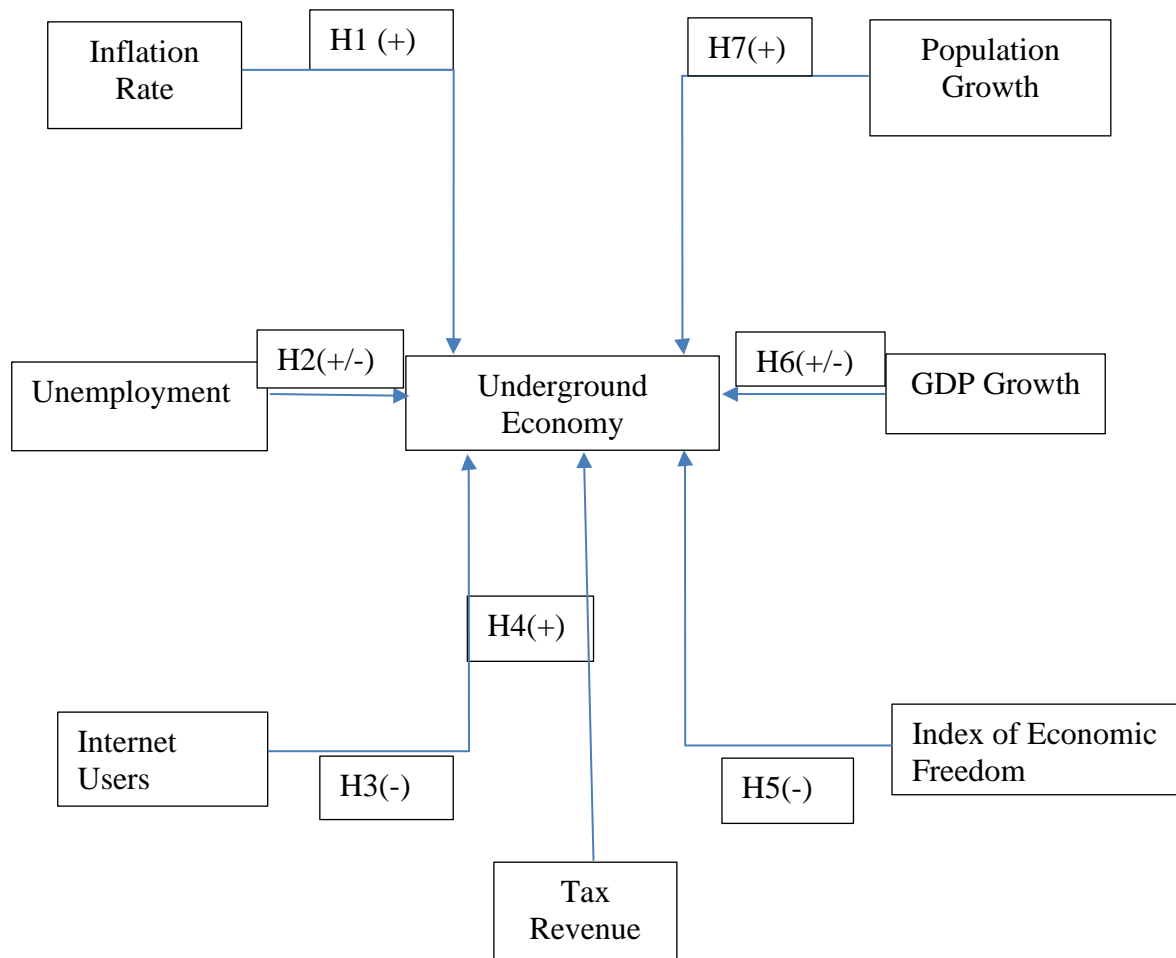 Inflation
Rate
H1 (+)
H7(+)
Population
Growth
Unemployment
H2(+/-)
Underground
Economy
H6(+/-)
GDP Growth
Internet
Users
H3(-)
H4(+)
Tax
Revenue
H5(-)
Index of Economic
Freedom